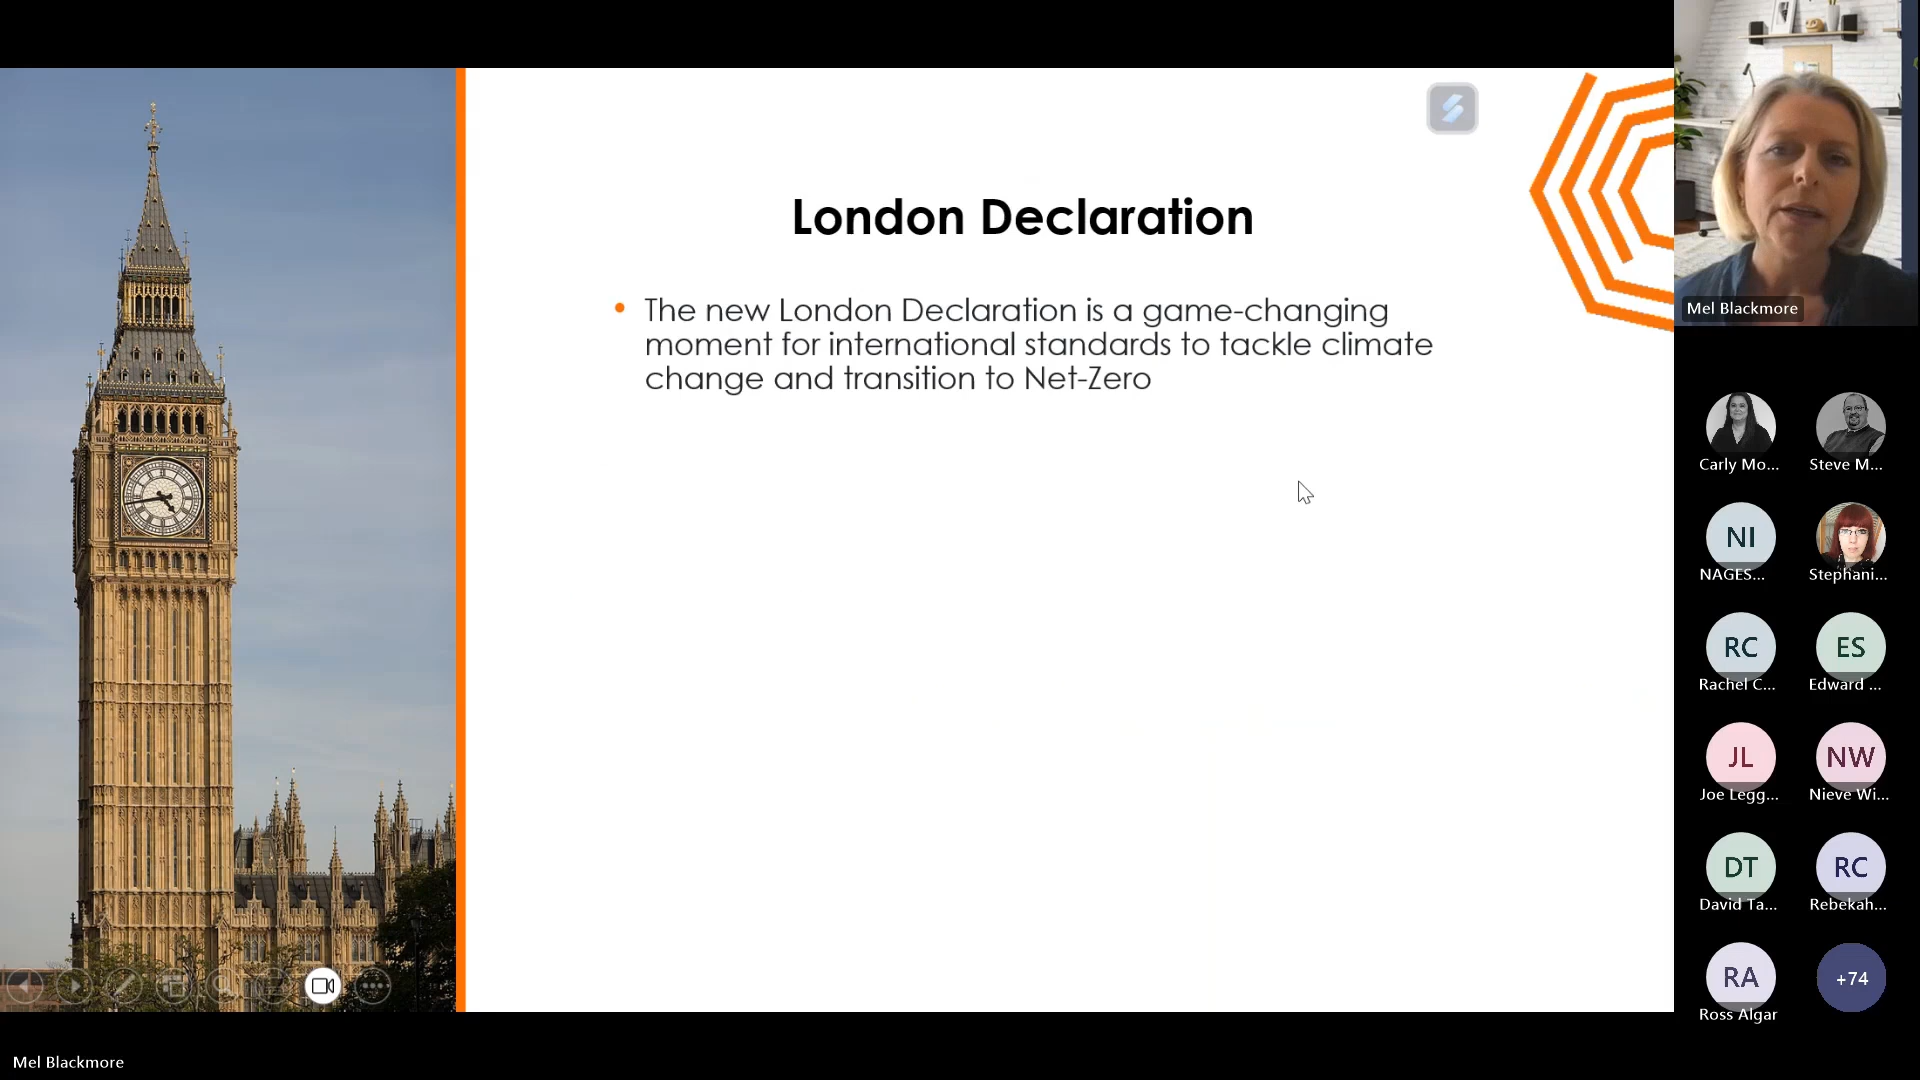 London Declaration
• The new London Declaration is a game-changing
moment for international standards to tackle climate
change and transition to Net-Zero
Mel Blackmore
Carly Mo...
Steve M...
NI
NAGES...
Stephani...
RC
Rachel C...
ES
Edward ...
JL
Joe Legg...
NW
Nieve Wi...
DT
David Ta...
RC
Rebekah...
RA
Ross Algar
+74
Mel Blackmore